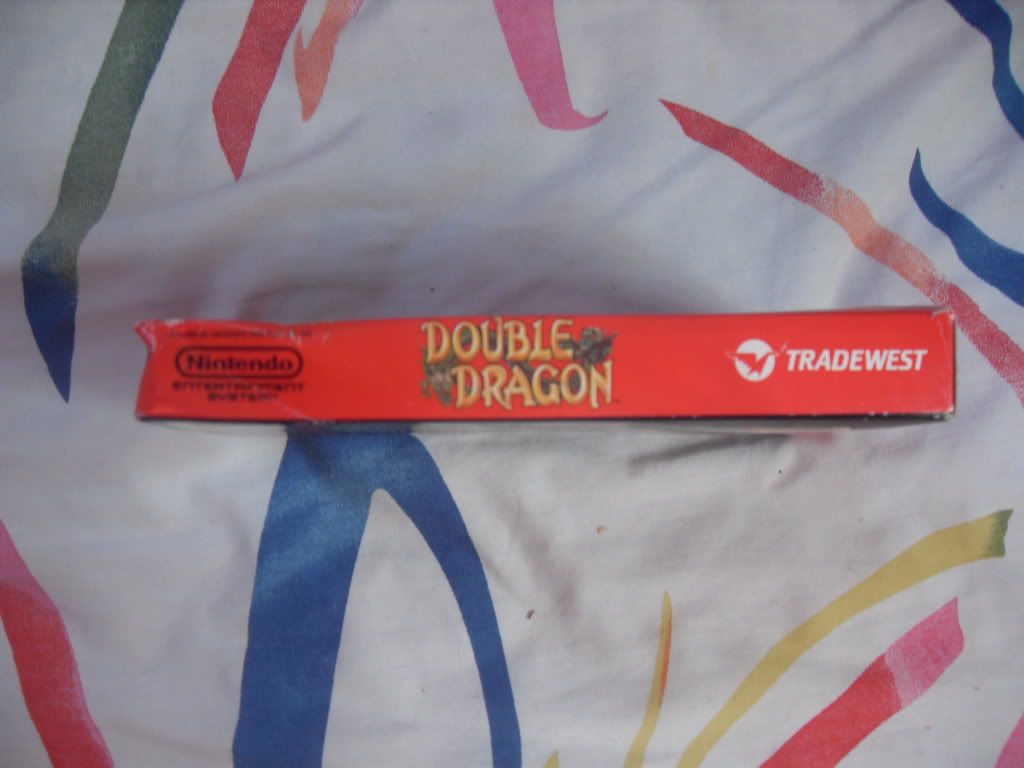 Nintendo
ENTERTAINMENT
SYSTEM
DOUBLE
DRAGON
TRADEWEST